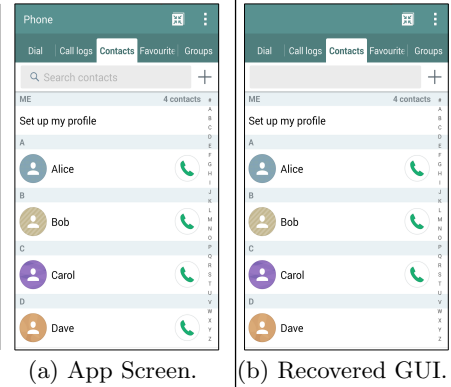 Phone
Dial Call logs Contacts Favourite Groups
Search contacts
ME 4 contacts #
Set up my profile
A
Alice
B
Bob
C
Carol
D
Dave
A
B
C
D
E
F
G
H
I
J
K
L
M
N
O
P
Q
R
S
T
U
V
W
X
Y
Z
(a) App Screen.
Dial Call logs Contacts Favourite Groups
ME 4 contacts #
Set up my profile
A
Alice
B
Bob
C
Carol
D
Dave
A
B
C
D
E
F
G
H
I
J
K
L
M
N
O
P
Q
R
S
T
U
V
W
X
Y
Z
(b) Recovered GUI.